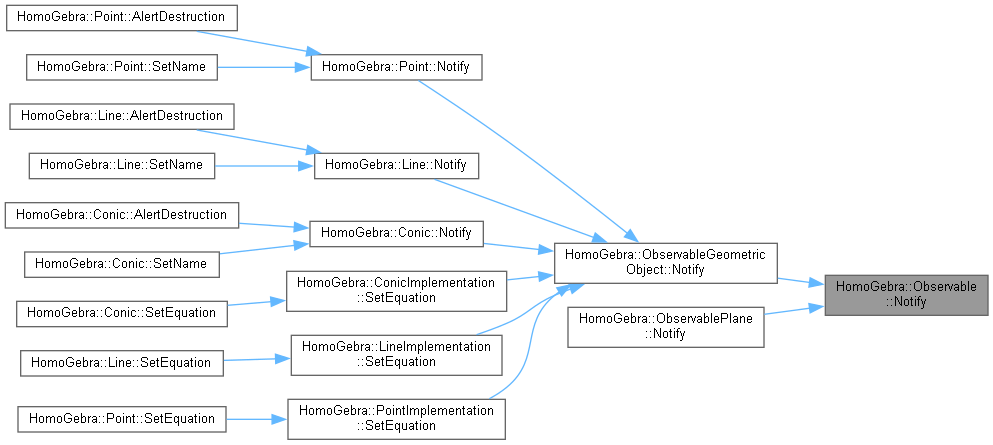 HomoGebra::Point::AlertDestruction
HomoGebra::Point::SetName
HomoGebra::Point::Notify
HomoGebra::Line::AlertDestruction
HomoGebra::Line::SetName
HomoGebra::Line::Notify
HomoGebra::Conic::AlertDestruction
HomoGebra::Conic::SetName
HomoGebra::Conic::Notify
HomoGebra::ConicImplementation
::SetEquation
HomoGebra::Conic::SetEquation
HomoGebra::LineImplementation
::SetEquation
HomoGebra::Line::SetEquation
HomoGebra::PointImplementation
::SetEquation
HomoGebra::Point::SetEquation
HomoGebra::ObservableGeometric
Object::Notify
HomoGebra::ObservablePlane
::Notify
HomoGebra::Observable
::Notify